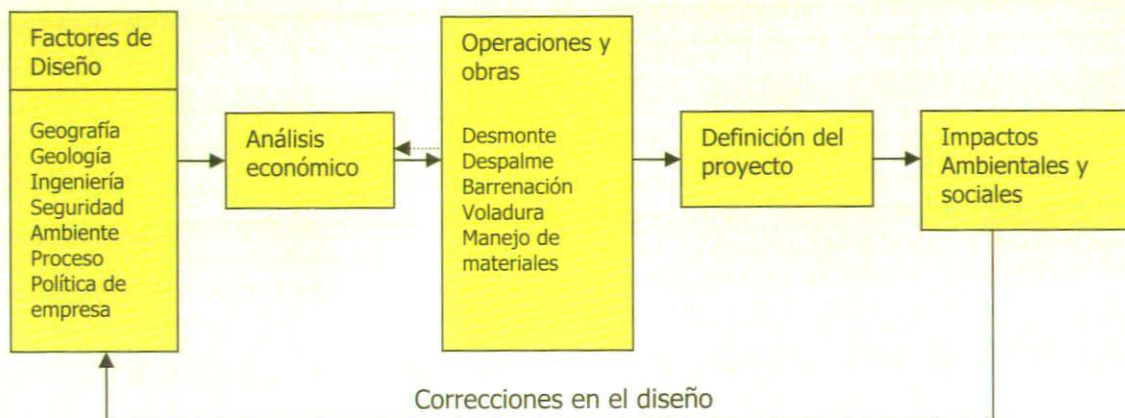 Factores de
Diseño
Geografía
Geología
Ingeniería
Seguridad
Ambiente
Proceso
Política de
empresa
Análisis
económico
Operaciones y
obras
Desmonte
Despalme
Barrenación
Voladura
Manejo de
materiales
Definición del
proyecto
Impactos
Ambientales y
sociales
Correcciones en el diseño